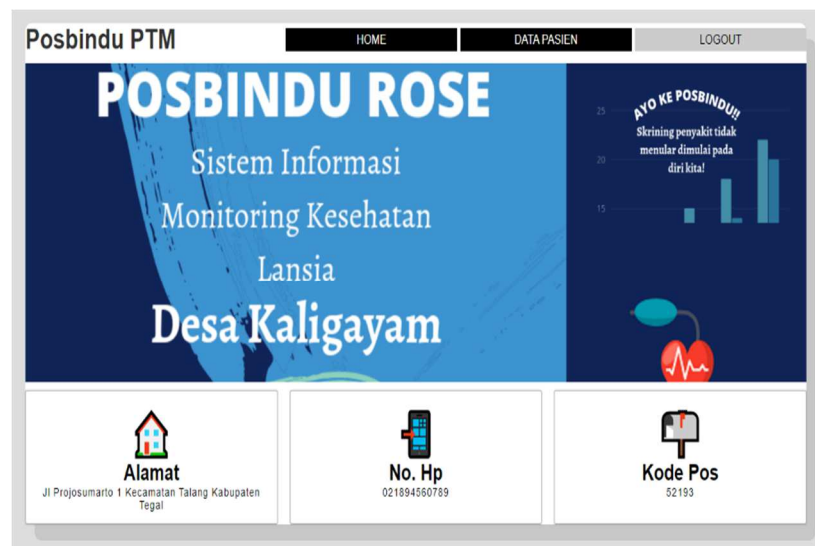 Posbindu PTM
HOME
DATA PASIEN
LOGOUT
POSBINDU ROSE
Sistem Informasi
Monitoring Kesehatan
Lansia
Desa Kaligayam
25
20
15
AYO KE POSBINDU!!
Skrining penyakit tidak
menular dimulai pada
diri kita!
Alamat
Jl Projosumarto 1 Kecamatan Talang Kabupaten
Tegal
No. Hp
021894560789
Kode Pos
52193